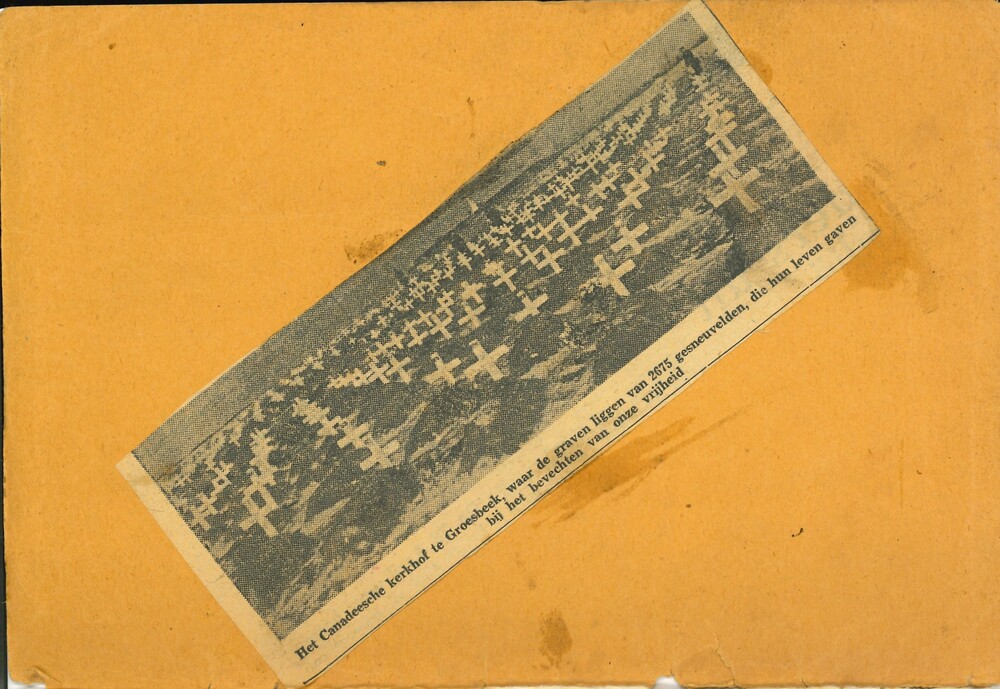 Het Canadeesche kerkhof te Groesbeek, waar de graven liggen van 2675 gesneuvelden, die hun leven gaven
bij het bevechten van onze vrijheid